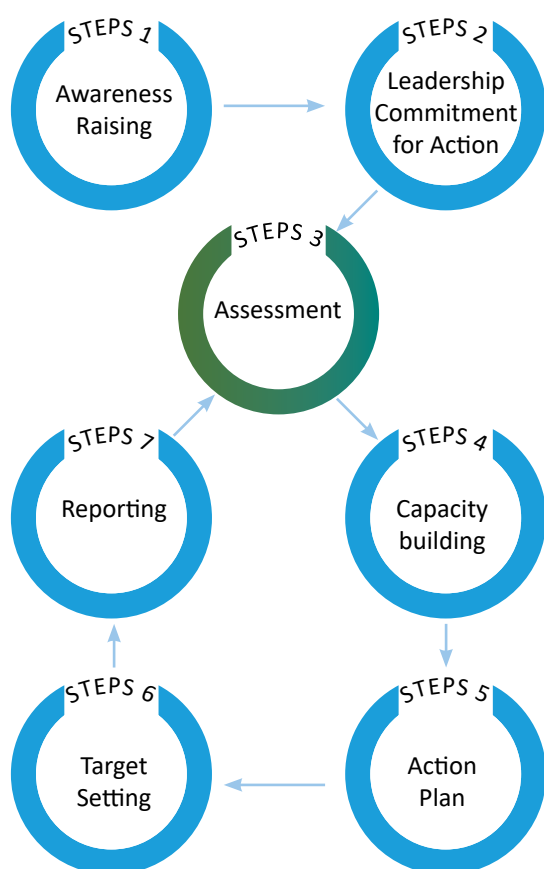 STEPS 1
Awareness
Raising
STEPS 2
Leadership
Commitment
for Action
STEPS 3
Assessment
STEPS 4
Capacity
building
STEPS 5
Action
Plan
STEPS 6
Target
Setting
STEPS 7
Reporting